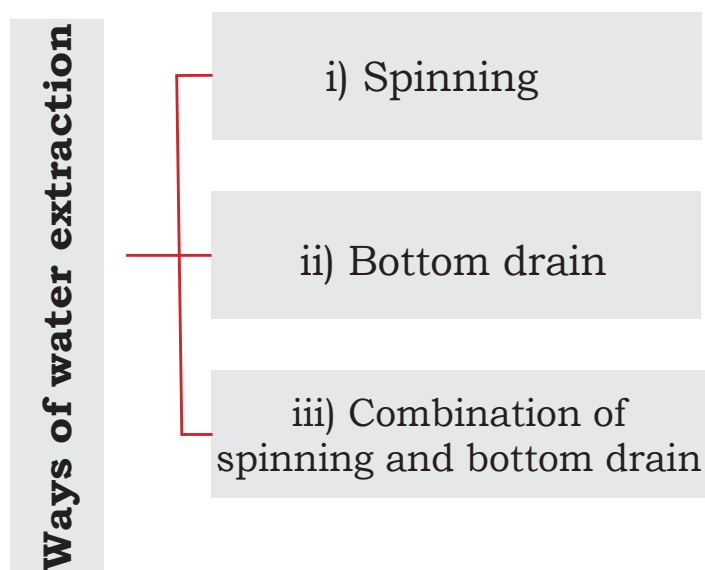 Ways of water extraction
i) Spinning
ii) Bottom drain
iii) Combination of
spinning and bottom drain